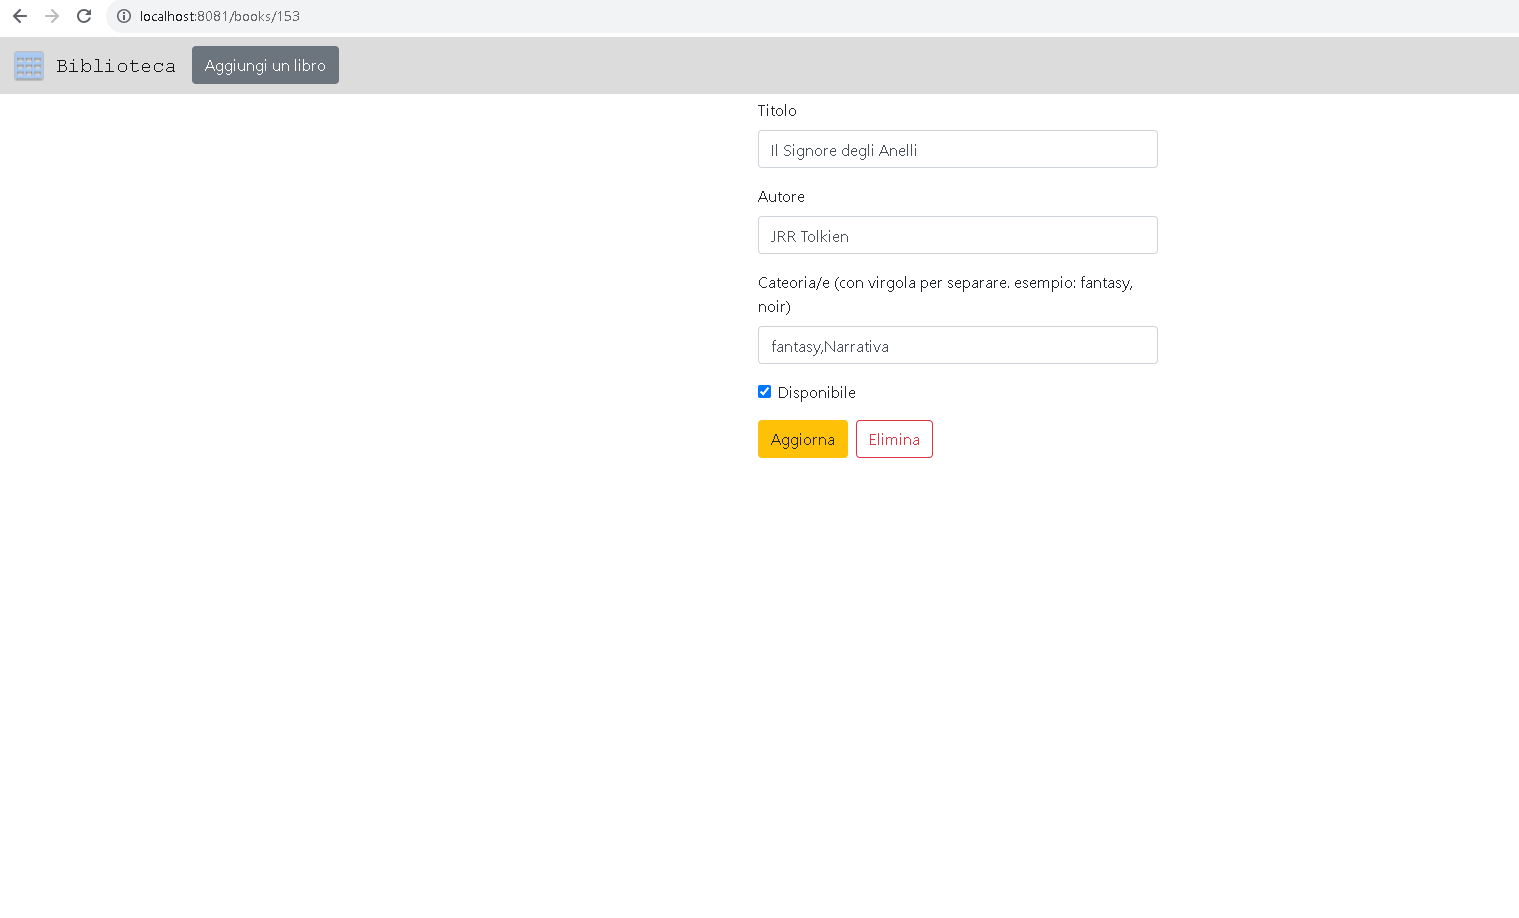 localhost:8081/books/153
Biblioteca
Aggiungi un libro
Titolo
Il Signore degli Anelli
Autore
JRR Tolkien
Cateoria/e (con virgola per separare. esempio: fantasy,
noir)
fantasy,Narrativa
Disponibile
Aggiorna Elimina